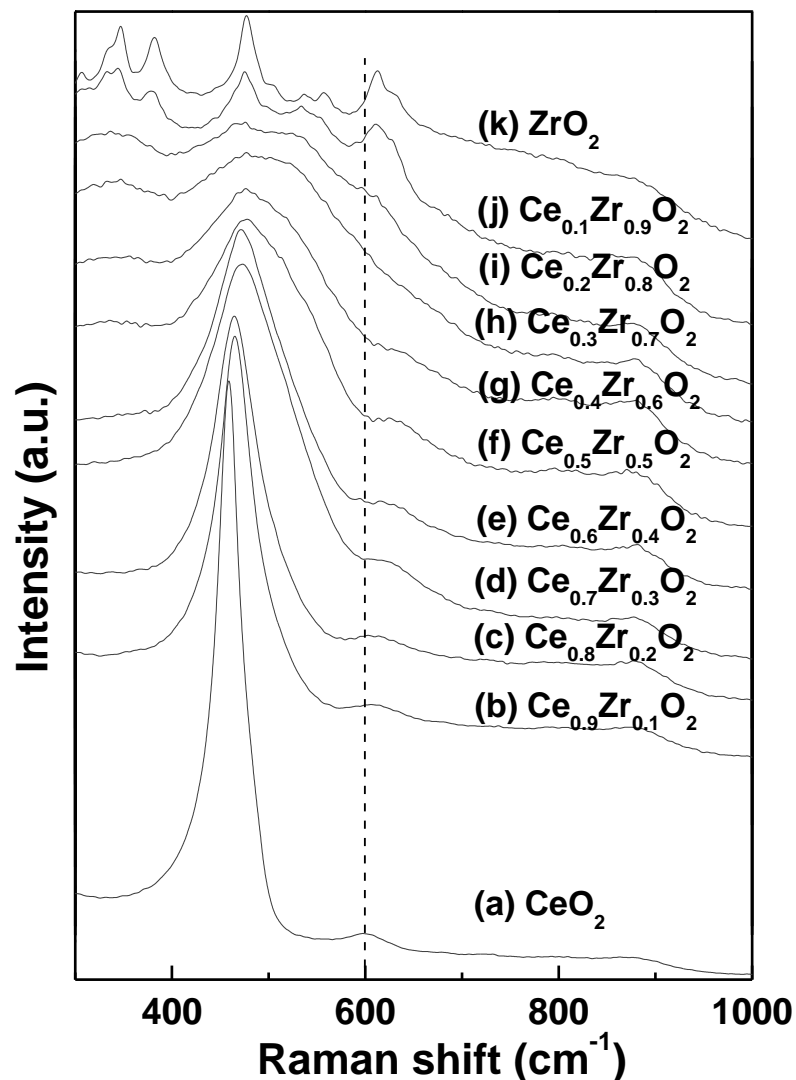 (k) ZrO₂
(j) Ce₀.₁Zr₀.₉O₂
(i) Ce₀.₂Zr₀.₈O₂
(h) Ce₀.₃Zr₀.₇O₂
(g) Ce₀.₄Zr₀.₆O₂
(f) Ce₀.₅Zr₀.₅O₂
(e) Ce₀.₆Zr₀.₄O₂
(d) Ce₀.₇Zr₀.₃O₂
(c) Ce₀.₈Zr₀.₂O₂
(b) Ce₀.₉Zr₀.₁O₂
(a) CeO₂
Intensity (a.u.)
400 600 800 1000
Raman shift (cm⁻¹)